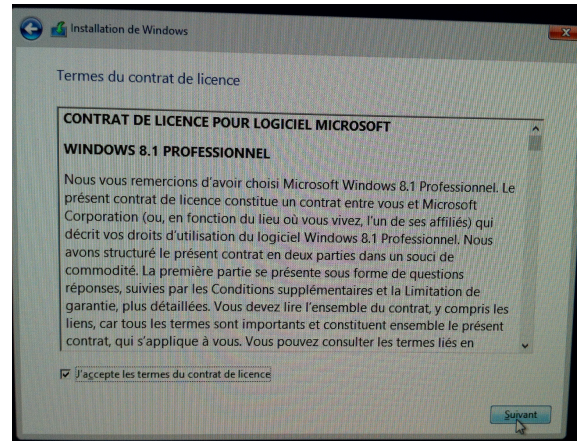 Installation de Windows
Termes du contrat de licence
CONTRAT DE LICENCE POUR LOGICIEL MICROSOFT
WINDOWS 8.1 PROFESSIONNEL
Nous vous remercions d'avoir choisi Microsoft Windows 8.1 Professionnel. Le
présent contrat de licence constitue un contrat entre vous et Microsoft
Corporation (ou, en fonction du lieu où vous vivez, l'un de ses affiliés) qui
décrit vos droits d'utilisation du logiciel Windows 8.1 Professionnel. Nous
avons structuré le présent contrat en deux parties dans un souci de
commodité. La première partie se présente sous forme de questions
réponses, suivies par les Conditions supplémentaires et la Limitation de
garantie, plus détaillées. Vous devez lire l'ensemble du contrat, y compris les
liens, car tous les termes sont importants et constituent ensemble le présent
contrat, qui s'applique à vous. Vous pouvez consulter les termes liés en
J'accepte les termes du contrat de licence
Suivant